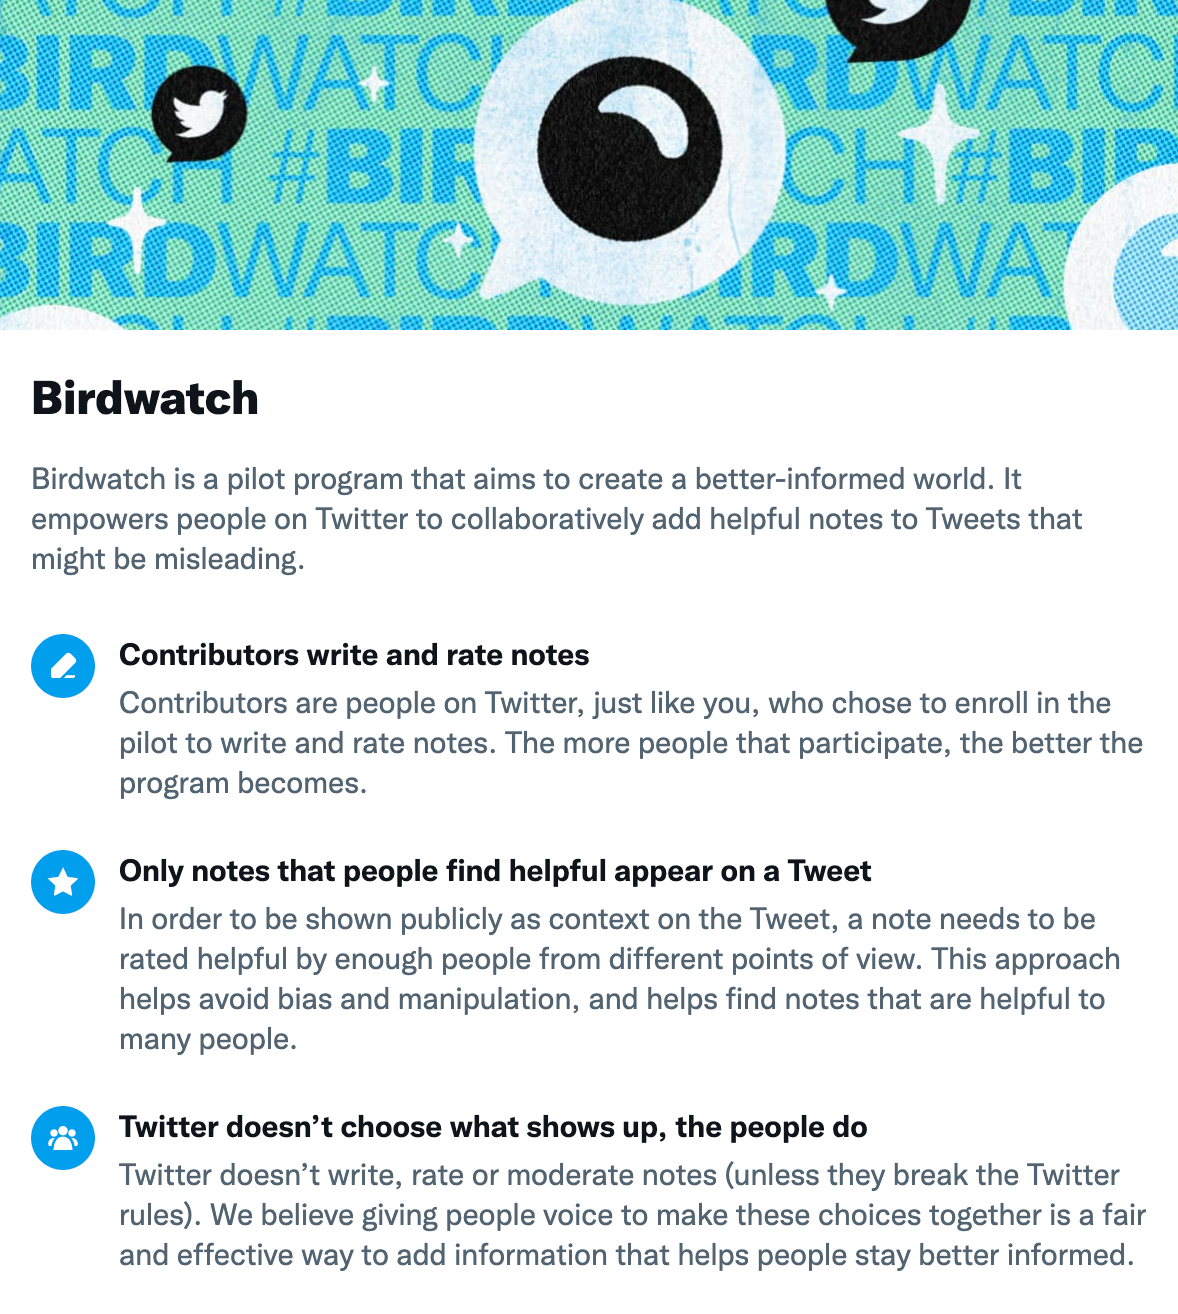 #BIRDWATCH #BIRD
BIRDWATCH #BIRDWATCH
WATCH #BIRDWATCH #BIRD
BIRDWATCH #BIRDWATCH
WATCH #BIRDWATCH #BIRD
Birdwatch
Birdwatch is a pilot program that aims to create a better-informed world. It
empowers people on Twitter to collaboratively add helpful notes to Tweets that
might be misleading.
Contributors write and rate notes
Contributors are people on Twitter, just like you, who chose to enroll in the
pilot to write and rate notes. The more people that participate, the better the
program becomes.
Only notes that people find helpful appear on a Tweet
In order to be shown publicly as context on the Tweet, a note needs to be
rated helpful by enough people from different points of view. This approach
helps avoid bias and manipulation, and helps find notes that are helpful to
many people.
Twitter doesn’t choose what shows up, the people do
Twitter doesn’t write, rate or moderate notes (unless they break the Twitter
rules). We believe giving people voice to make these choices together is a fair
and effective way to add information that helps people stay better informed.